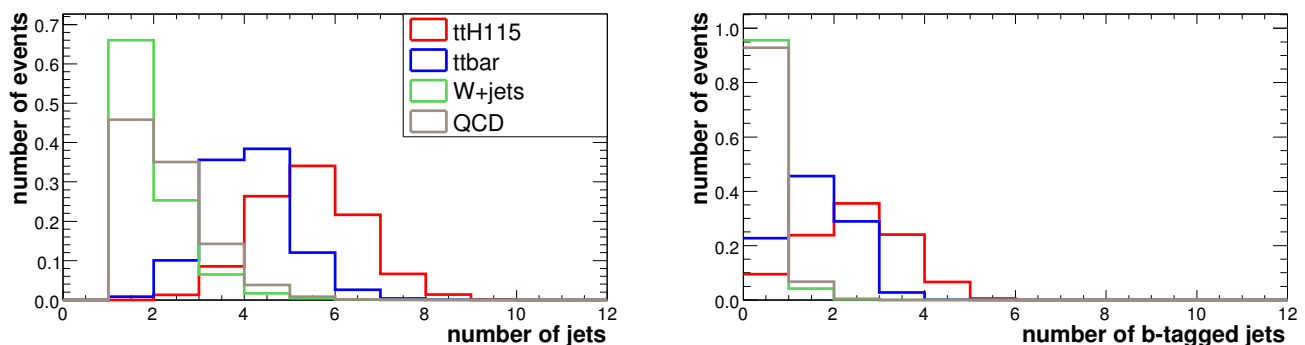 number of events
0.7
0.6
0.5
0.4
0.3
0.2
0.1
0.0
0 2 4 6 8 10 12
number of jets
ttH115
ttbar
W+jets
QCD
number of events
1.0
0.8
0.6
0.4
0.2
0.0
0 2 4 6 8 10 12
number of b-tagged jets